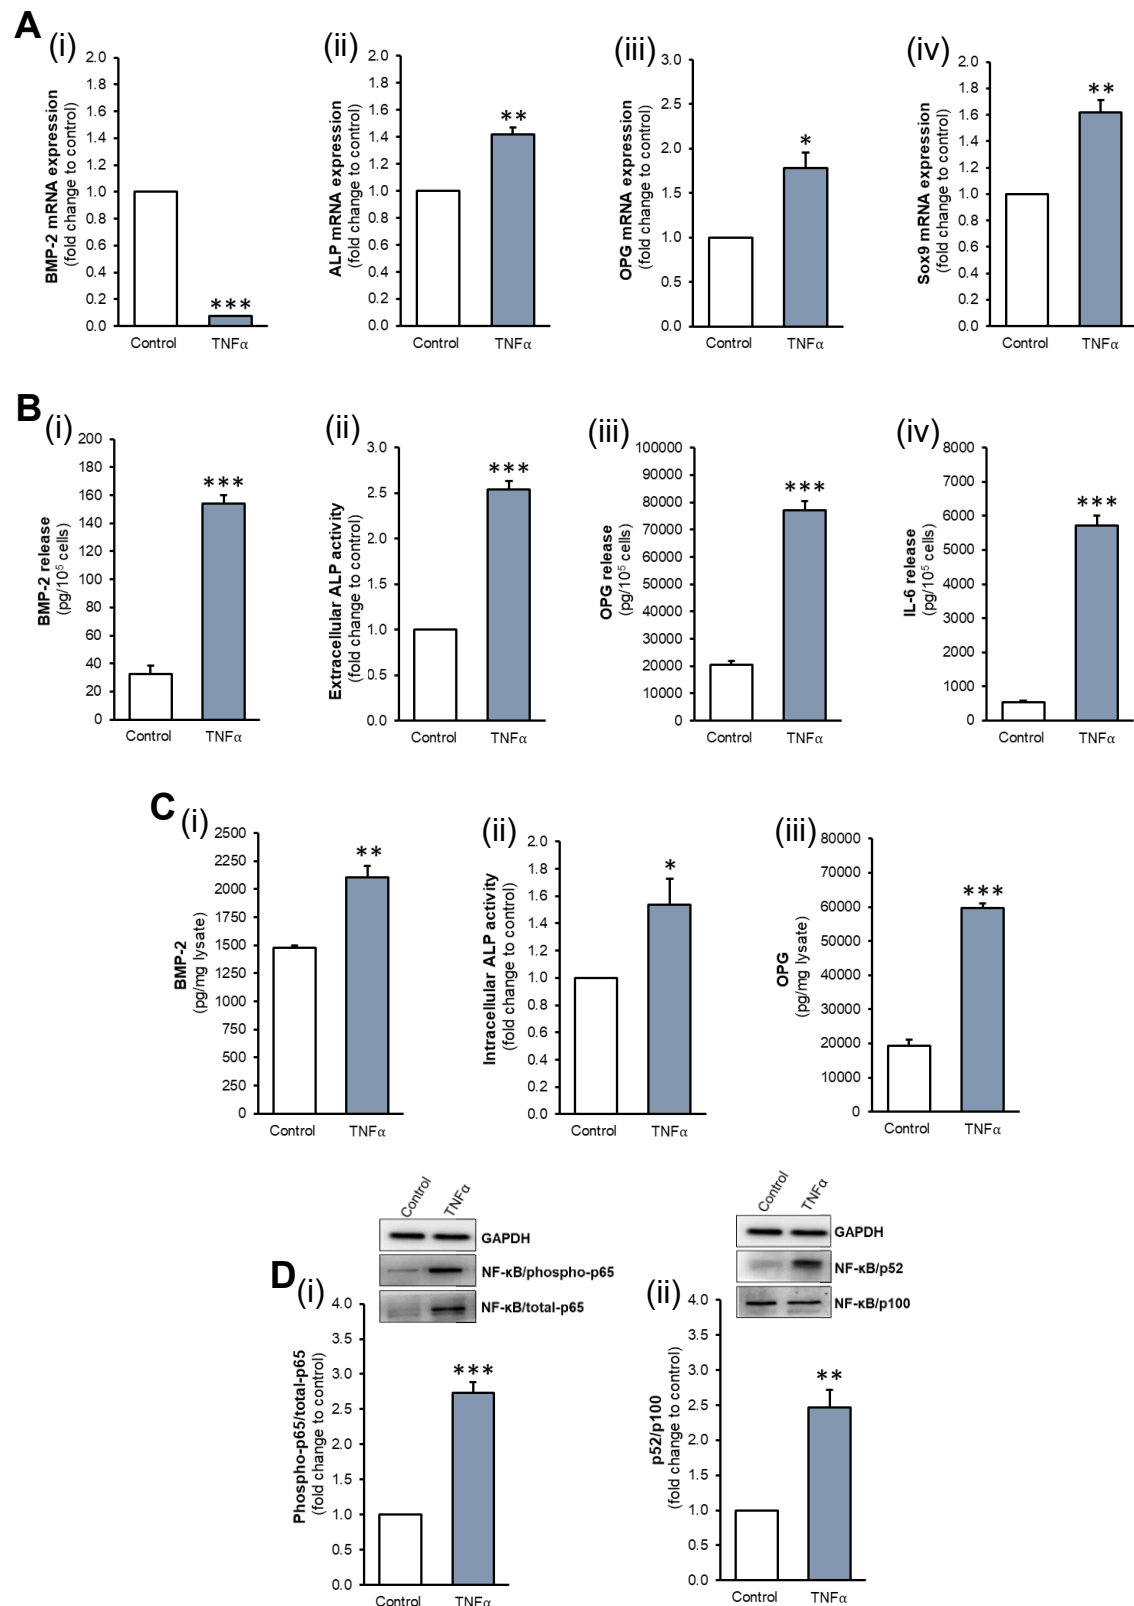 A
(i)
BMP-2 mRNA expression
(fold change to control)
2.0
1.8
1.6
1.4
1.2
1.0
0.8
0.6
0.4
0.2
0.0
***
Control
TNFα
(ii)
ALP mRNA expression
(fold change to control)
2.0
1.8
1.6
1.4
1.2
1.0
0.8
0.6
0.4
0.2
0.0
**
Control
TNFα
(iii)
OPG mRNA expression
(fold change to control)
3.0
2.5
2.0
1.5
1.0
0.5
0.0
*
Control
TNFα
(iv)
Sox9 mRNA expression
(fold change to control)
2.0
1.8
1.6
1.4
1.2
1.0
0.8
0.6
0.4
0.2
0.0
**
Control
TNFα
B
(i)
BMP-2 release
(pg/10⁵ cells)
200
180
160
140
120
100
80
60
40
20
0
***
Control
TNFα
(ii)
Extracellular ALP activity
(fold change to control)
3.0
2.5
2.0
1.5
1.0
0.5
0.0
***
Control
TNFα
(iii)
OPG release
(pg/10⁵ cells)
100000
90000
80000
70000
60000
50000
40000
30000
20000
10000
0
***
Control
TNFα
(iv)
IL-6 release
(pg/10⁵ cells)
8000
7000
6000
5000
4000
3000
2000
1000
0
***
Control
TNFα
C
(i)
BMP-2
(pg/mg lysate)
2500
2250
2000
1750
1500
1250
1000
750
500
250
0
**
Control
TNFα
(ii)
Intracellular ALP activity
(fold change to control)
2.0
1.8
1.6
1.4
1.2
1.0
0.8
0.6
0.4
0.2
0.0
*
Control
TNFα
(iii)
OPG
(pg/mg lysate)
80000
70000
60000
50000
40000
30000
20000
10000
0
***
Control
TNFα
D
(i)
Control
TNFα
GAPDH
NF-κB/phospho-p65
NF-κB/total-p65
Phospho-p65/total-p65
(fold change to control)
4.0
3.5
3.0
2.5
2.0
1.5
1.0
0.5
0.0
***
Control
TNFα
(ii)
Control
TNFα
GAPDH
NF-κB/p52
NF-κB/p100
p52/p100
(fold change to control)
4.0
3.5
3.0
2.5
2.0
1.5
1.0
0.5
0.0
**
Control
TNFα